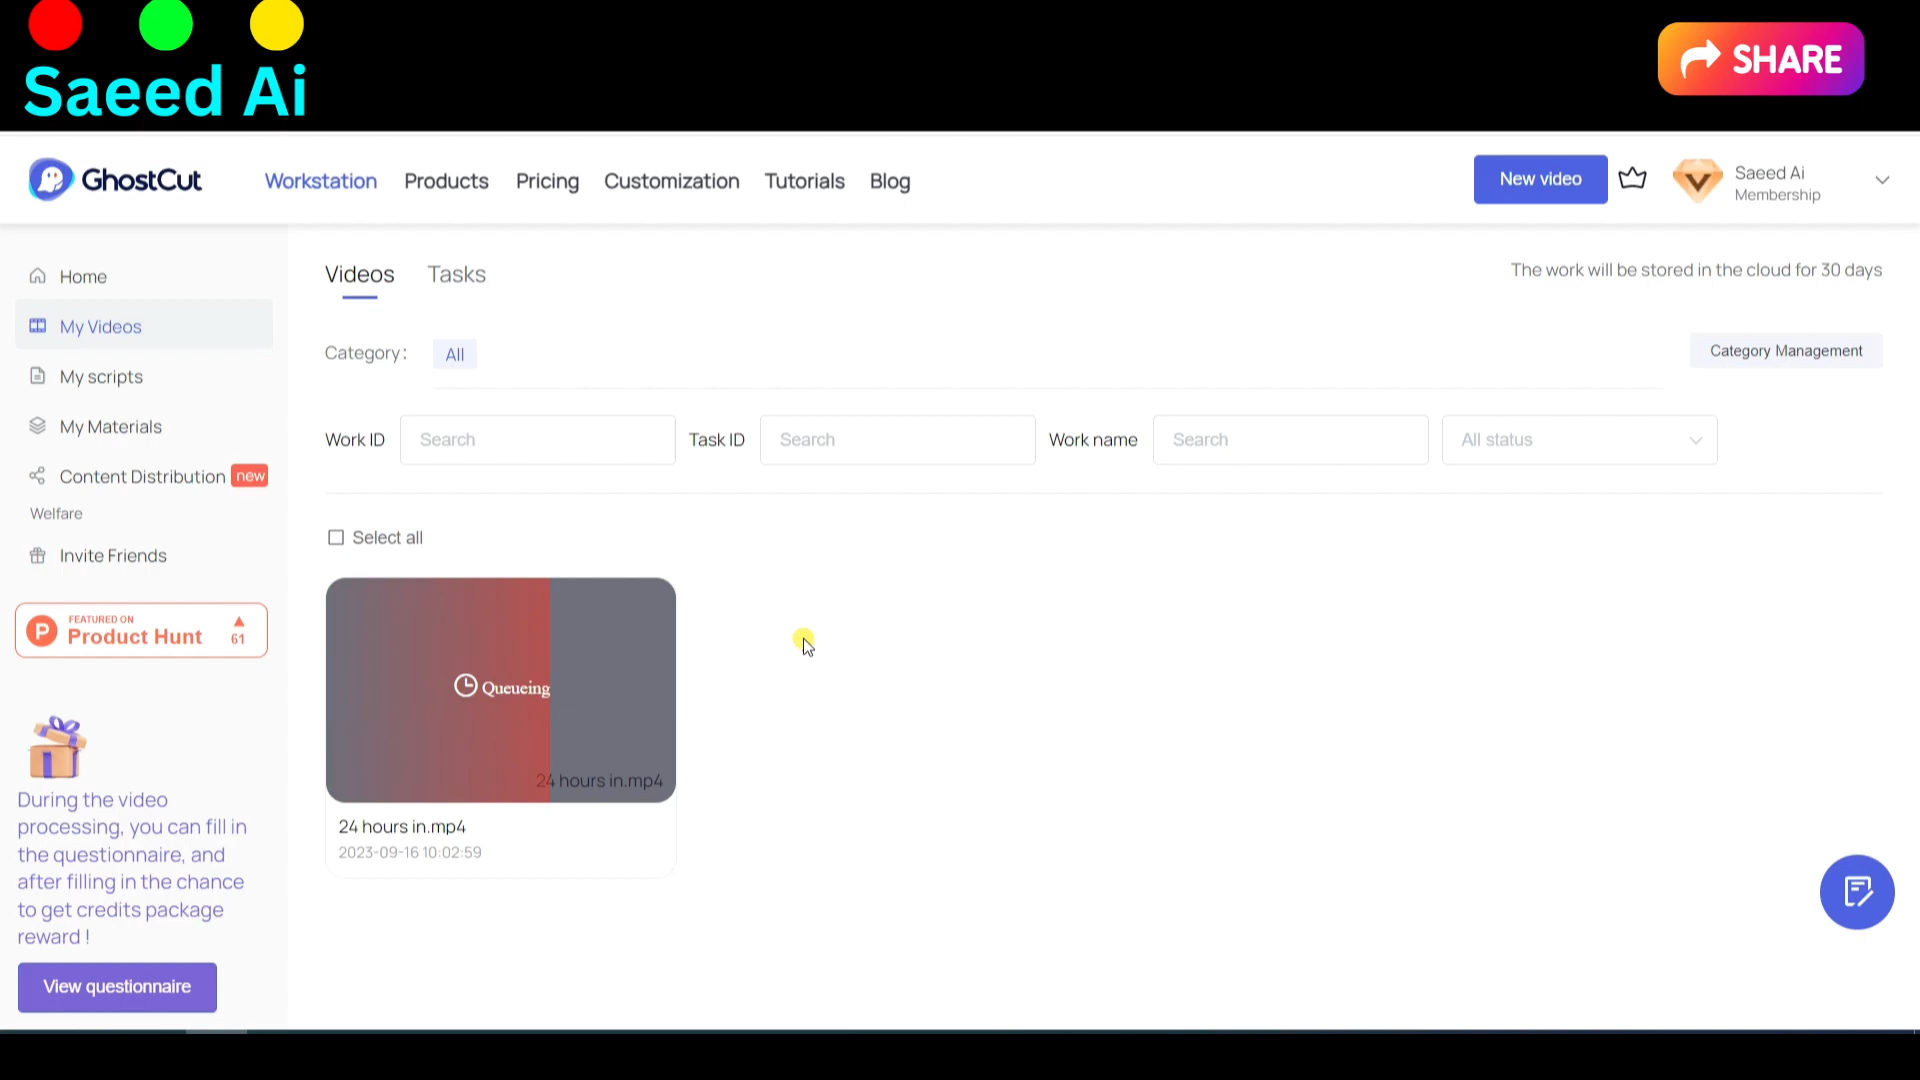 Saeed Ai
SHARE
GhostCut
Workstation Products Pricing Customization Tutorials Blog
New video
Saeed Ai
Membership
Home
My Videos
My scripts
My Materials
Content Distribution new
Welfare
Invite Friends
FEATURED ON
Product Hunt
61
During the video
processing, you can fill in
the questionnaire, and
after filling in the chance
to get credits package
reward !
View questionnaire
Videos Tasks
The work will be stored in the cloud for 30 days
Category: All
Category Management
Work ID Search Task ID Search Work name Search All status
Select all
Queueing
24 hours in.mp4
24 hours in.mp4
2023-09-16 10:02:59